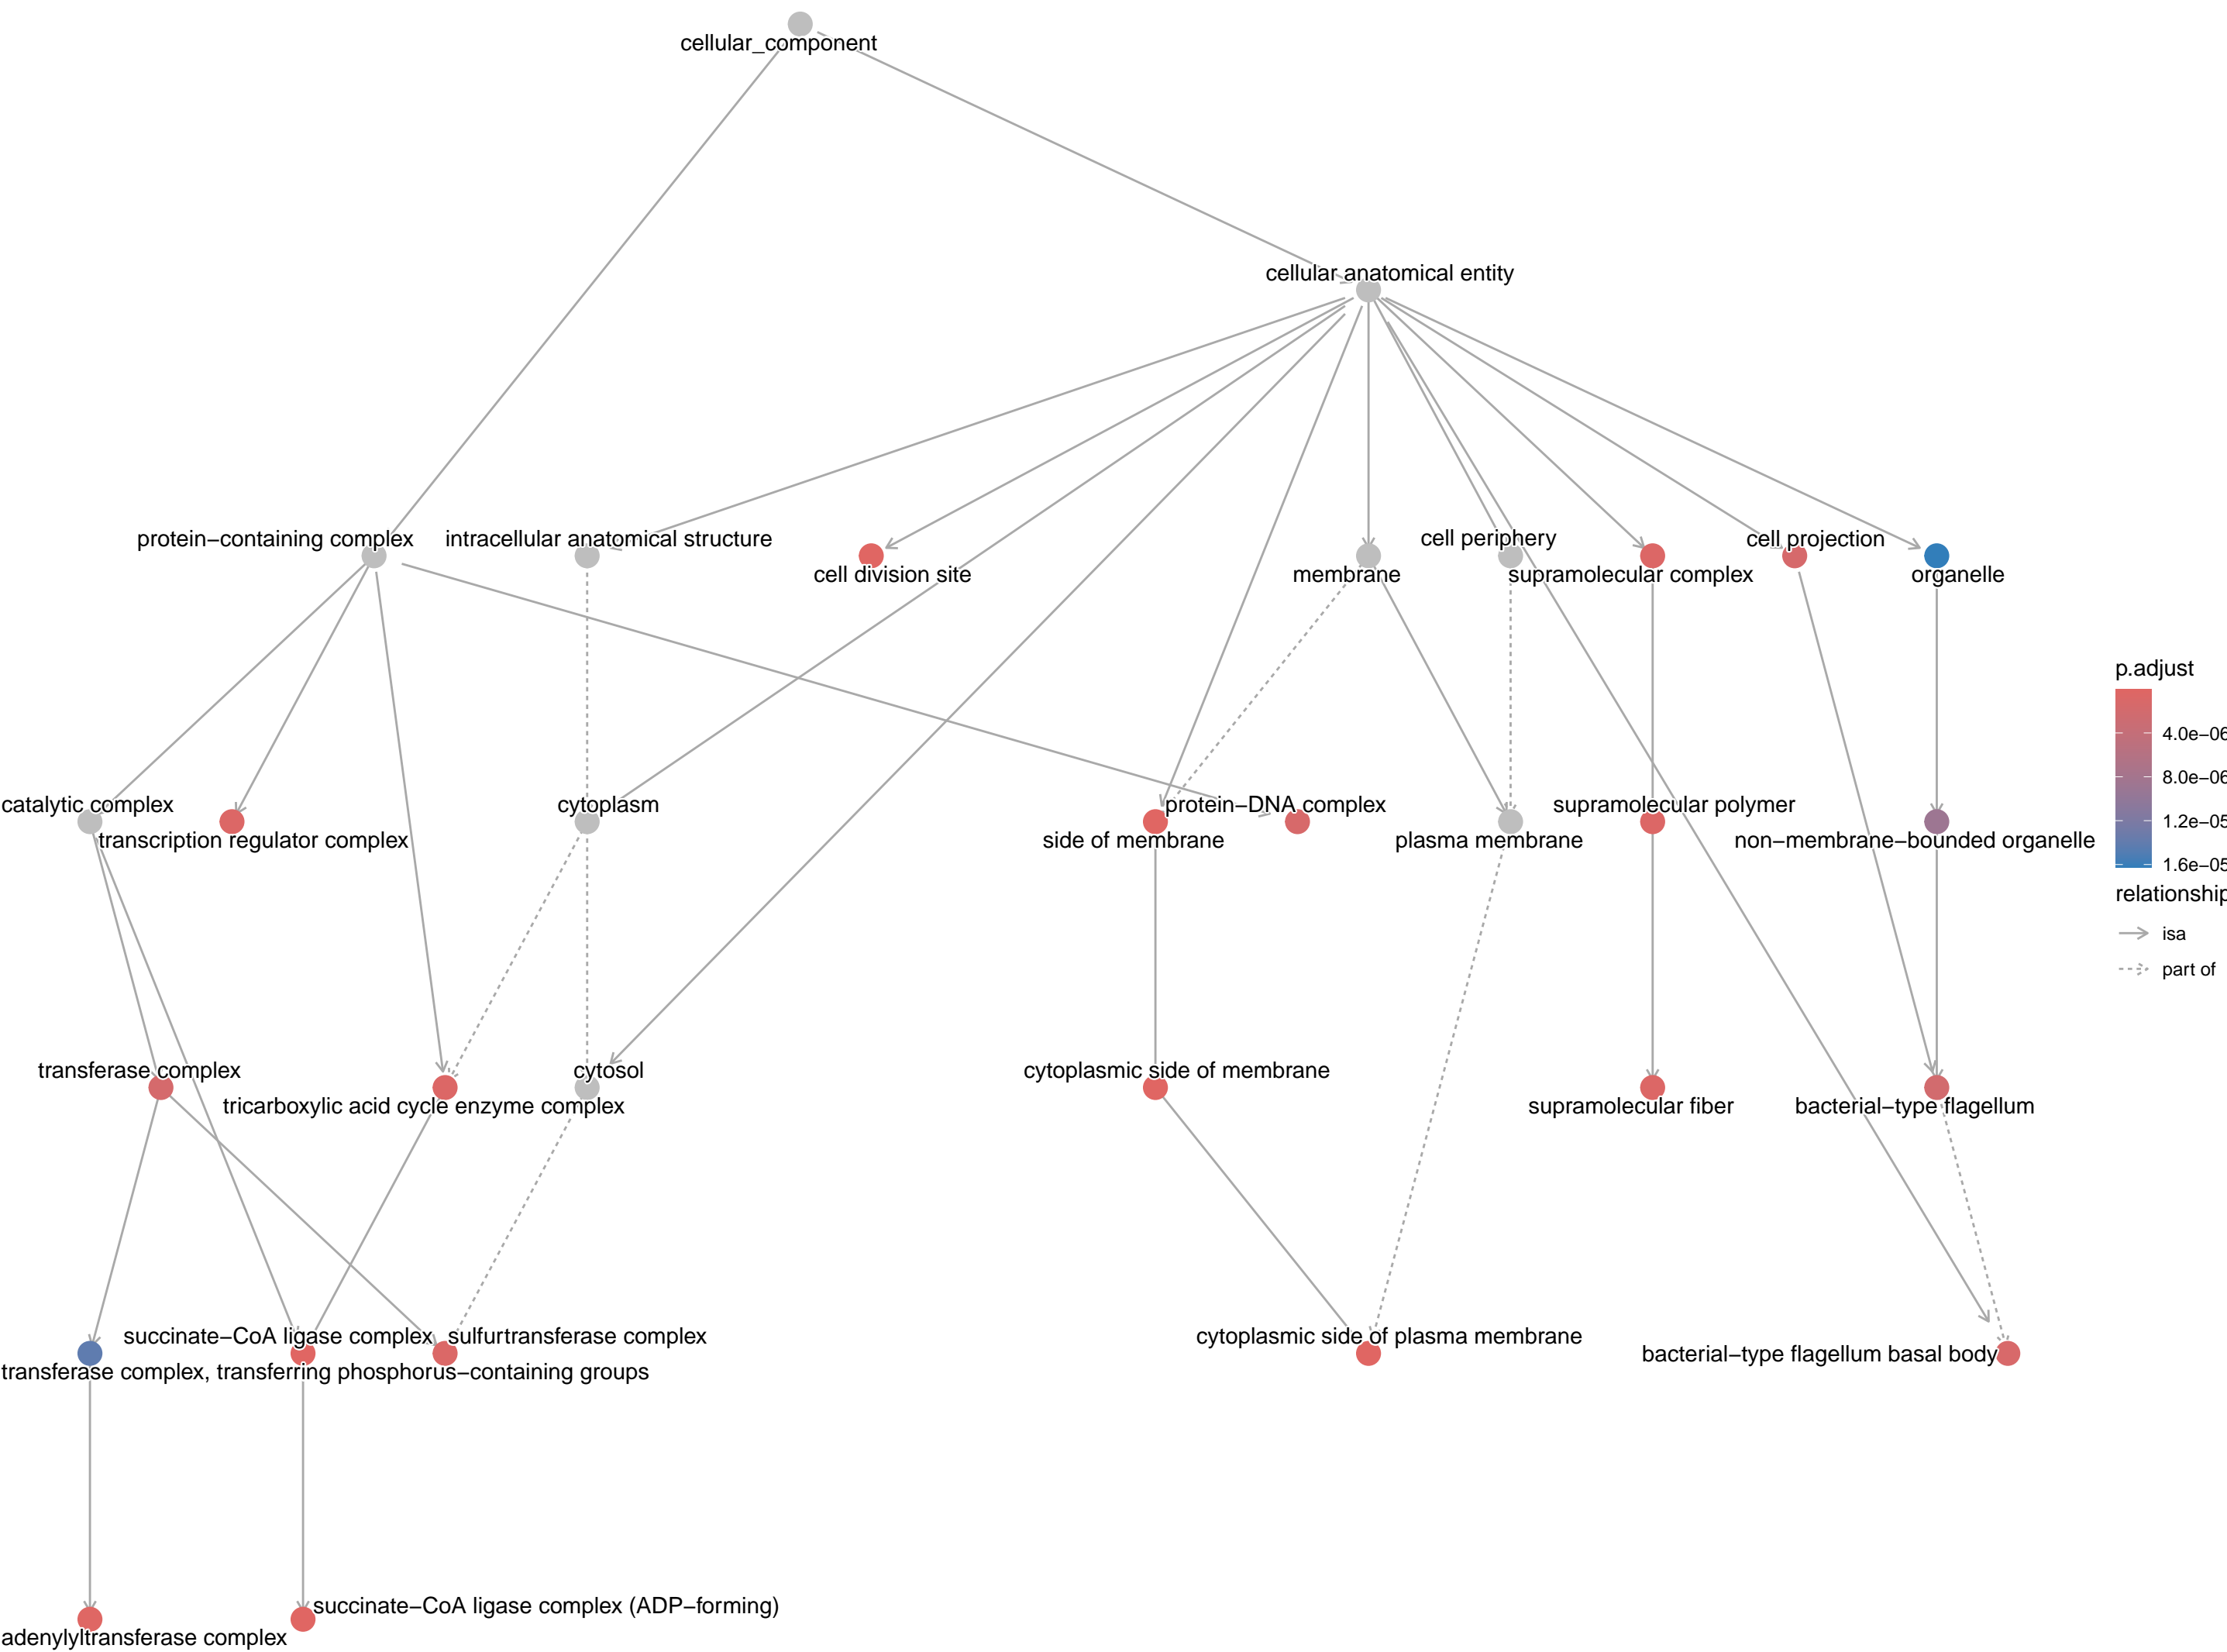 cellular_component
cellular anatomical entity
protein−containing complex
intracellular anatomical structure
cell division site
membrane
cell periphery
supramolecular complex
cell projection
organelle
catalytic complex
transcription regulator complex
cytoplasm
side of membrane
protein−DNA complex
plasma membrane
supramolecular polymer
non−membrane−bounded organelle
transferase complex
tricarboxylic acid cycle enzyme complex
cytosol
cytoplasmic side of membrane
supramolecular fiber
bacterial−type flagellum
succinate−CoA ligase complex
sulfurtransferase complex
transferase complex, transferring phosphorus−containing groups
cytoplasmic side of plasma membrane
bacterial−type flagellum basal body
succinate−CoA ligase complex (ADP−forming)
adenylyltransferase complex
p.adjust
4.0e−06
8.0e−06
1.2e−05
1.6e−05
relationship
isa
part of